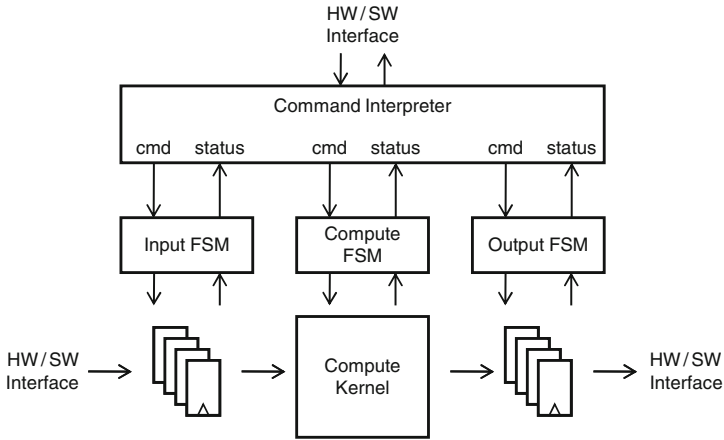 HW/SW
Interface
Command Interpreter
cmd status cmd status cmd status
Input FSM
Compute
FSM
Output FSM
HW/SW
Interface
Compute
Kernel
HW/SW
Interface